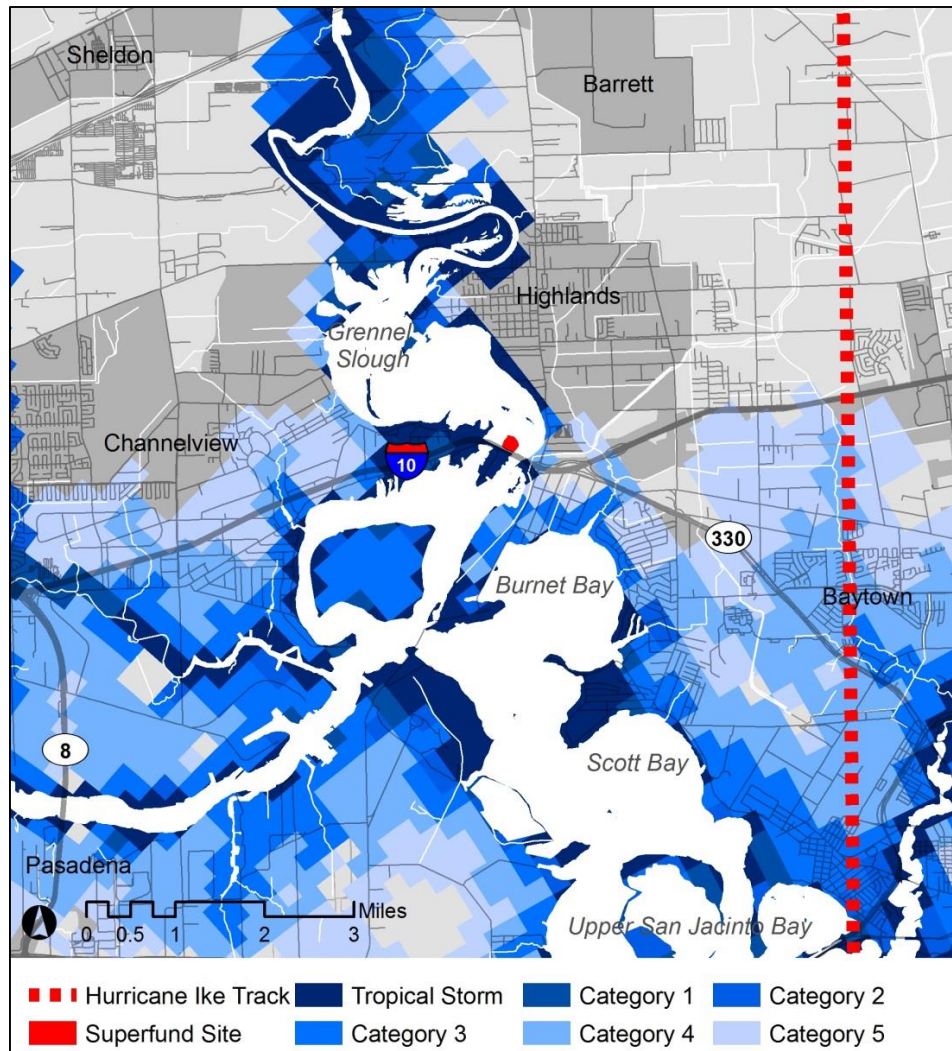 Sheldon
Barrett
Highlands
Grennel
Slough
Channelview
10
330
Burnet Bay
Baytown
8
Scott Bay
Pasadena
Miles
0 0.5 1 2 3
Upper San Jacinto Bay
Hurricane Ike Track Tropical Storm Category 1 Category 2
Superfund Site Category 3 Category 4 Category 5